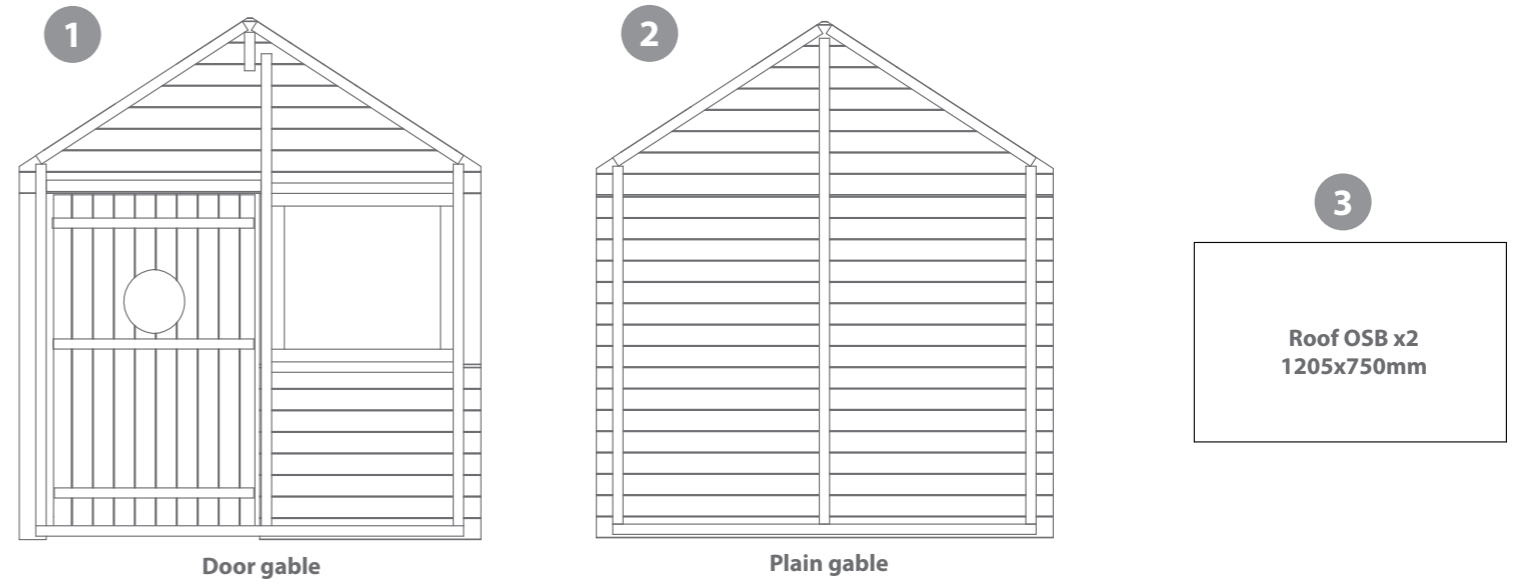 1
Door gable
2
Plain gable
3
Roof OSB x2
1205x750mm